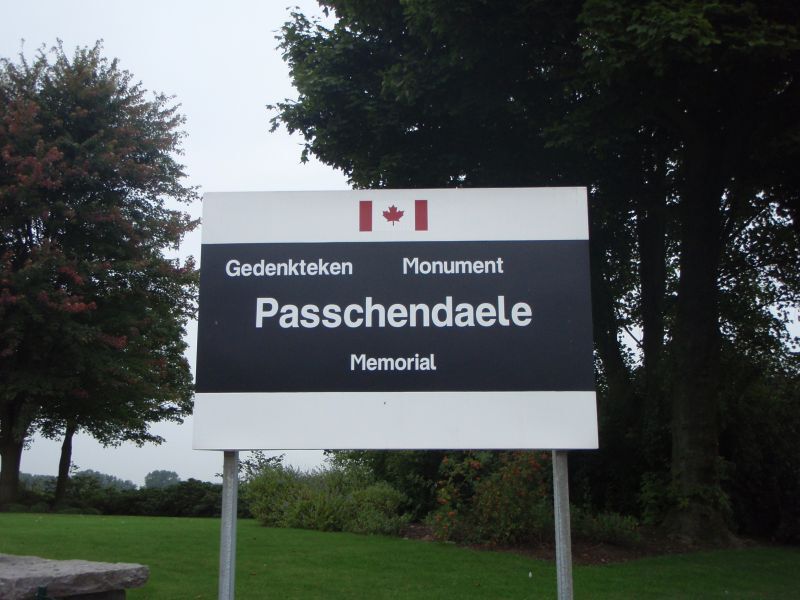 Gedenkteken Monument
Passchendaele
Memorial